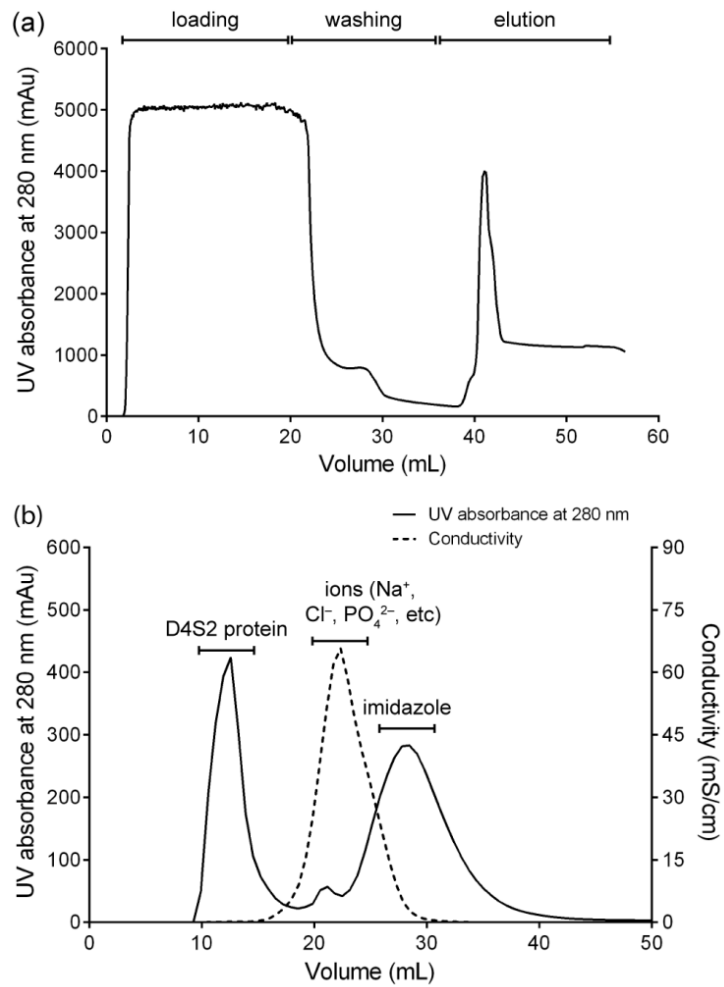 (a)
loading washing elution
UV absorbance at 280 nm (mAu)
6000
5000
4000
3000
2000
1000
0
0 10 20 30 40 50 60
Volume (mL)
(b)
UV absorbance at 280 nm
Conductivity
UV absorbance at 280 nm (mAu)
600
500
400
300
200
100
0
D4S2 protein
ions (Na⁺,
Cl⁻, PO₄²⁻, etc)
imidazole
90
75
60
45
30
15
0
Conductivity (mS/cm)
0 10 20 30 40 50
Volume (mL)